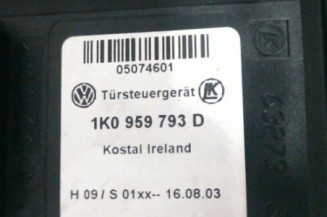 05074601
Türsteuergerät
1K0 959 793 D
Kostal Ireland
H 09 / S 01xx-- 16.08.03